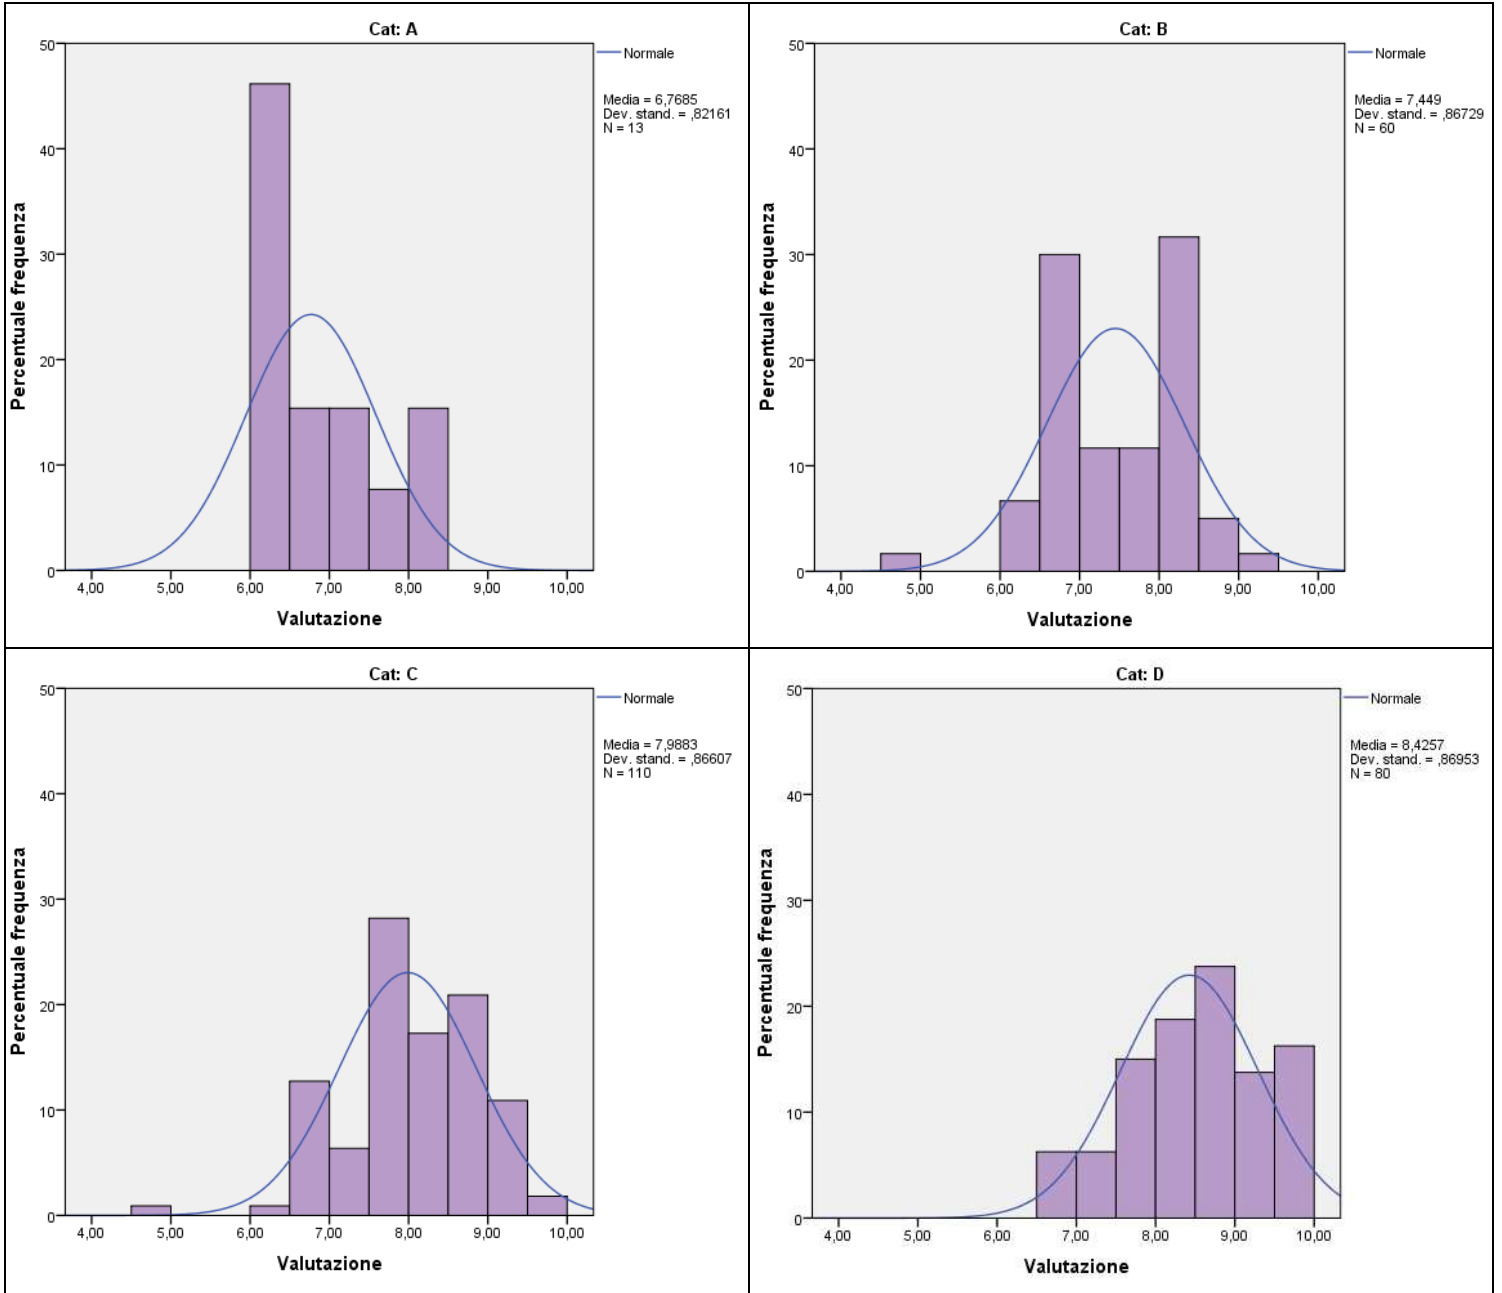 Cat: A
50
40
30
20
10
0
Percentuale frequenza
4,00 5,00 6,00 7,00 8,00 9,00 10,00
Valutazione
Normale
Media = 6,7685
Dev. stand. = ,82161
N = 13
Cat: B
50
40
30
20
10
0
Percentuale frequenza
4,00 5,00 6,00 7,00 8,00 9,00 10,00
Valutazione
Normale
Media = 7,449
Dev. stand. = ,86729
N = 60
Cat: C
50
40
30
20
10
0
Percentuale frequenza
4,00 5,00 6,00 7,00 8,00 9,00 10,00
Valutazione
Normale
Media = 7,9883
Dev. stand. = ,86607
N = 110
Cat: D
50
40
30
20
10
0
Percentuale frequenza
4,00 5,00 6,00 7,00 8,00 9,00 10,00
Valutazione
Normale
Media = 8,4257
Dev. stand. = ,86953
N = 80